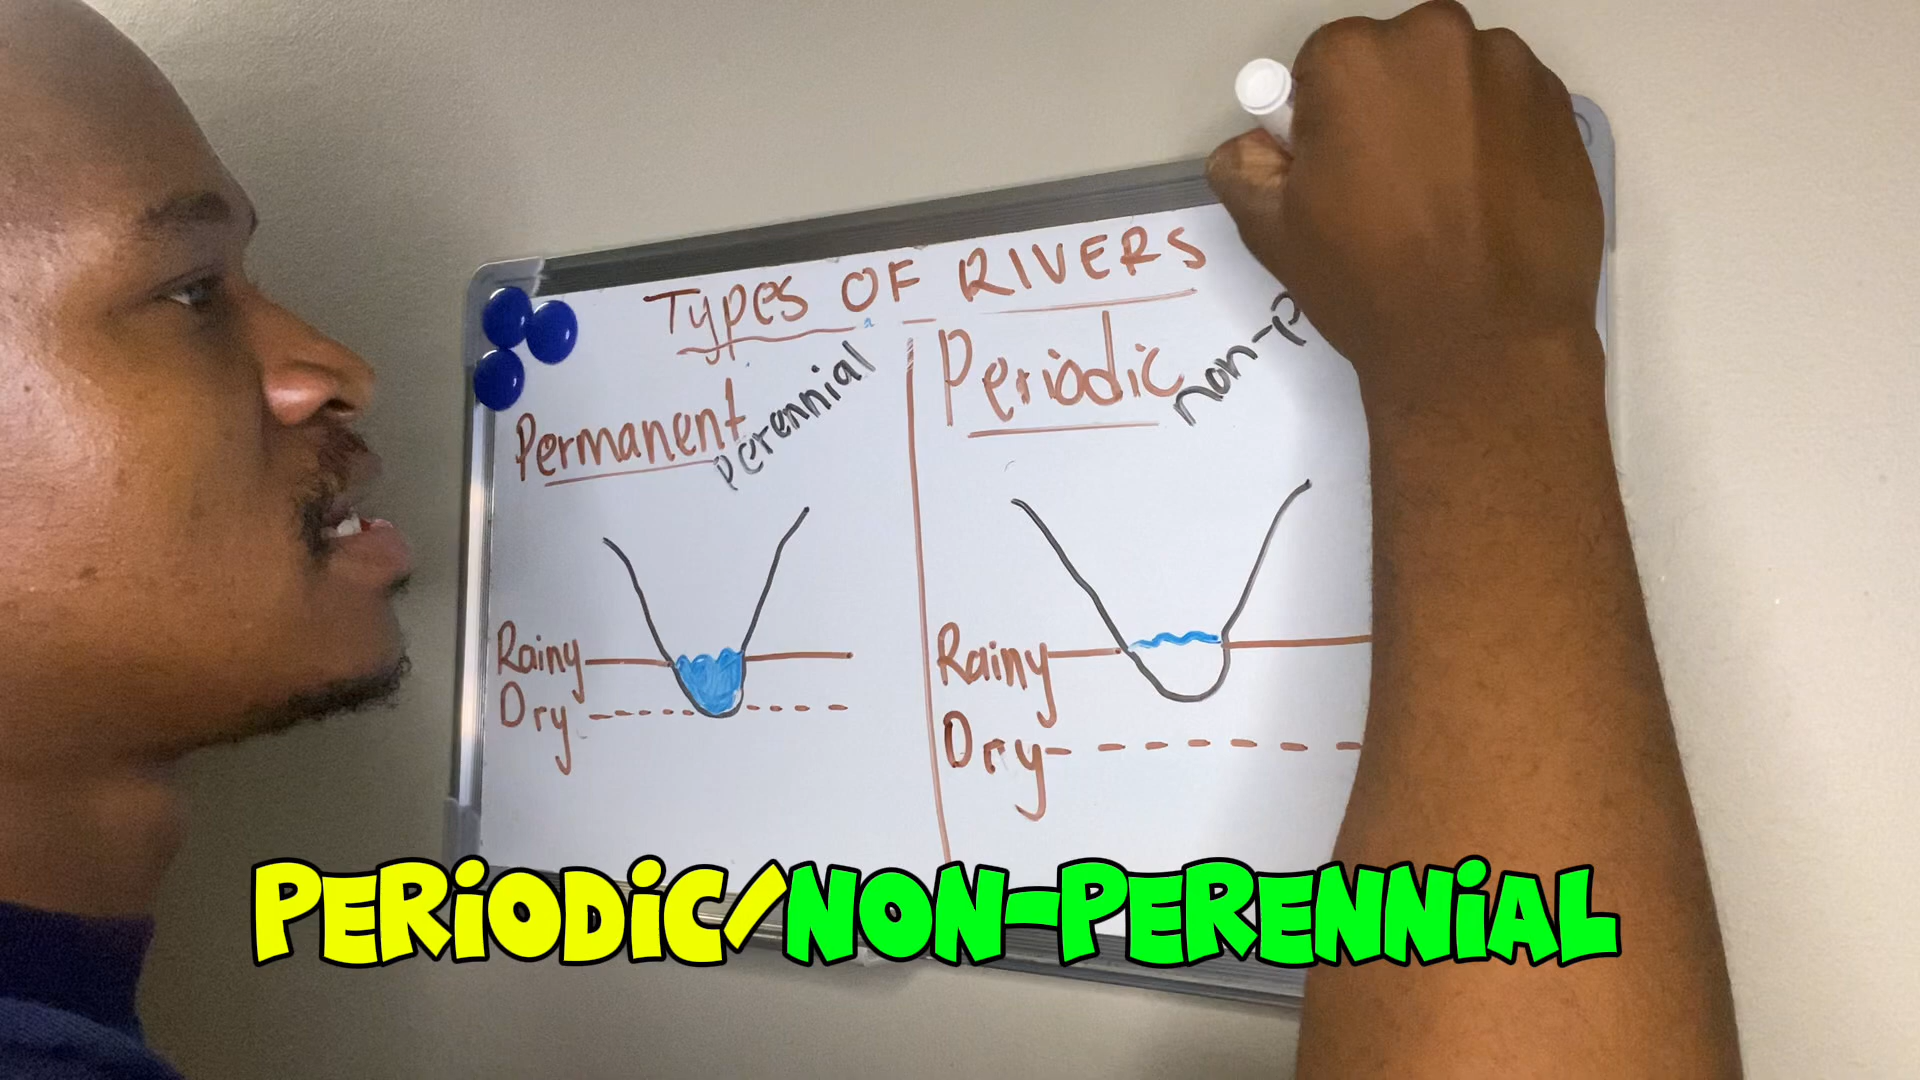 TYPES OF RIVERS
Permanent
perennial
Rainy
Dry
Periodic
non-P
Rainy
Dry
PERIODIC/NON-PERENNIAL